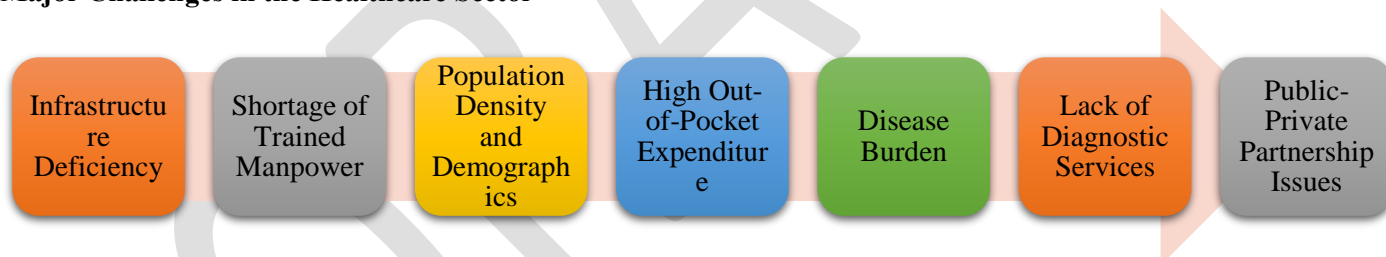 Major Challenges in the Healthcare Sector
Infrastructu
re
Deficiency
Shortage of
Trained
Manpower
Population
Density
and
Demograph
ics
High Out-
of-Pocket
Expenditur
e
Disease
Burden
Lack of
Diagnostic
Services
Public-
Private
Partnership
Issues